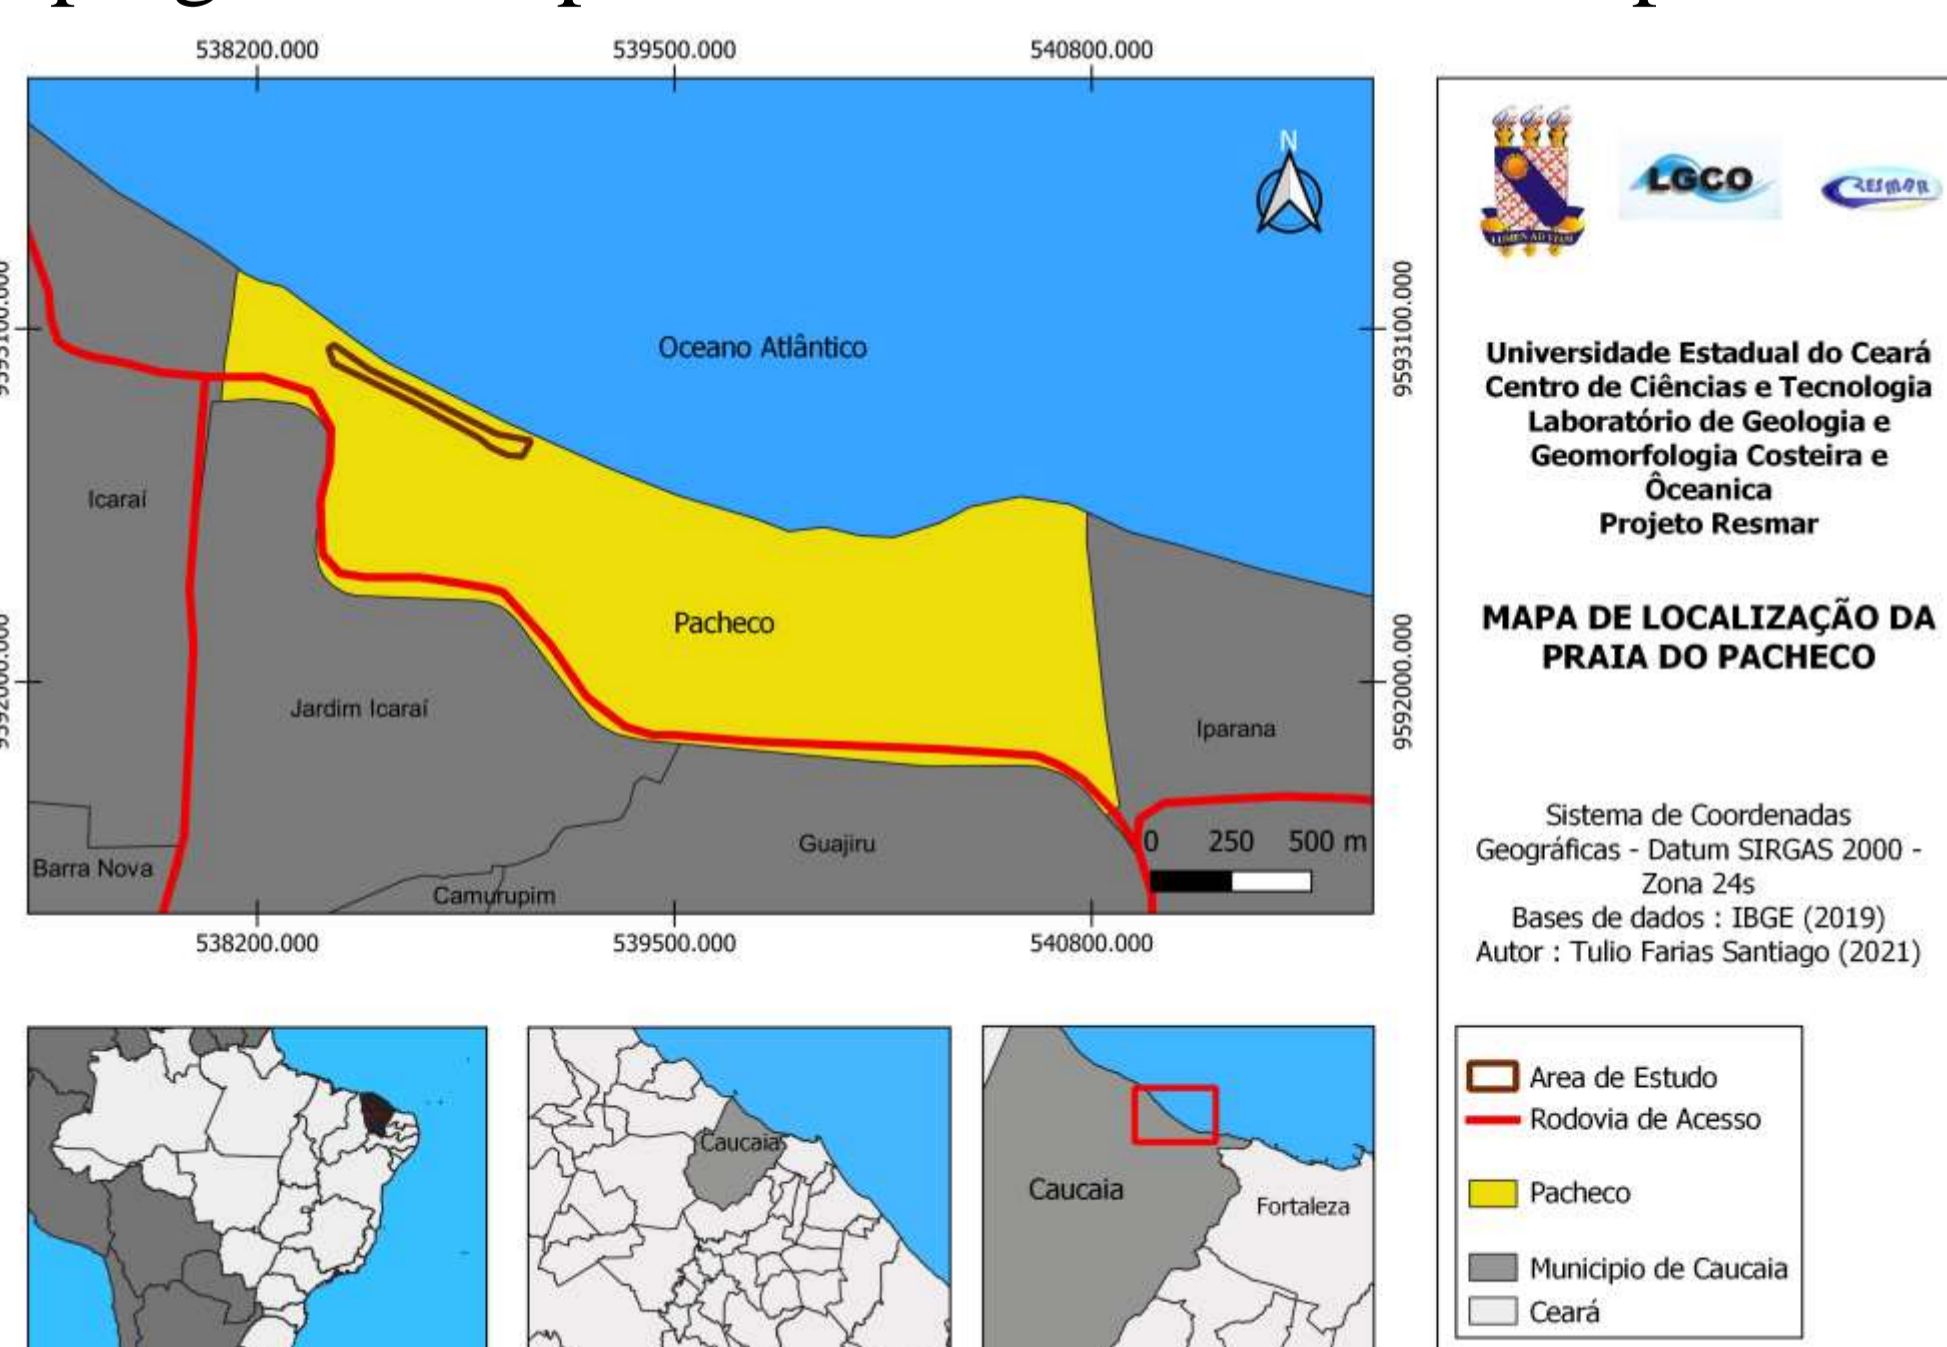 538200.000
539500.000
540800.000
N
9593100.000
Oceano Atlântico
Icaraí
Pacheco
9592000.000
Jardim Icaraí
Iparana
Guajiru
Barra Nova
Camurupim
0 250 500 m
538200.000
539500.000
540800.000
LUMEN AD VIAM
LGCO
RESMAR
Universidade Estadual do Ceará
Centro de Ciências e Tecnologia
Laboratório de Geologia e
Geomorfologia Costeira e
Ôceanica
Projeto Resmar
MAPA DE LOCALIZAÇÃO DA
PRAIA DO PACHECO
Sistema de Coordenadas
Geográficas - Datum SIRGAS 2000 -
Zona 24s
Bases de dados : IBGE (2019)
Autor : Tulio Farias Santiago (2021)
Caucaia
Caucaia
Fortaleza
Area de Estudo
Rodovia de Acesso
Pacheco
Municipio de Caucaia
Ceará